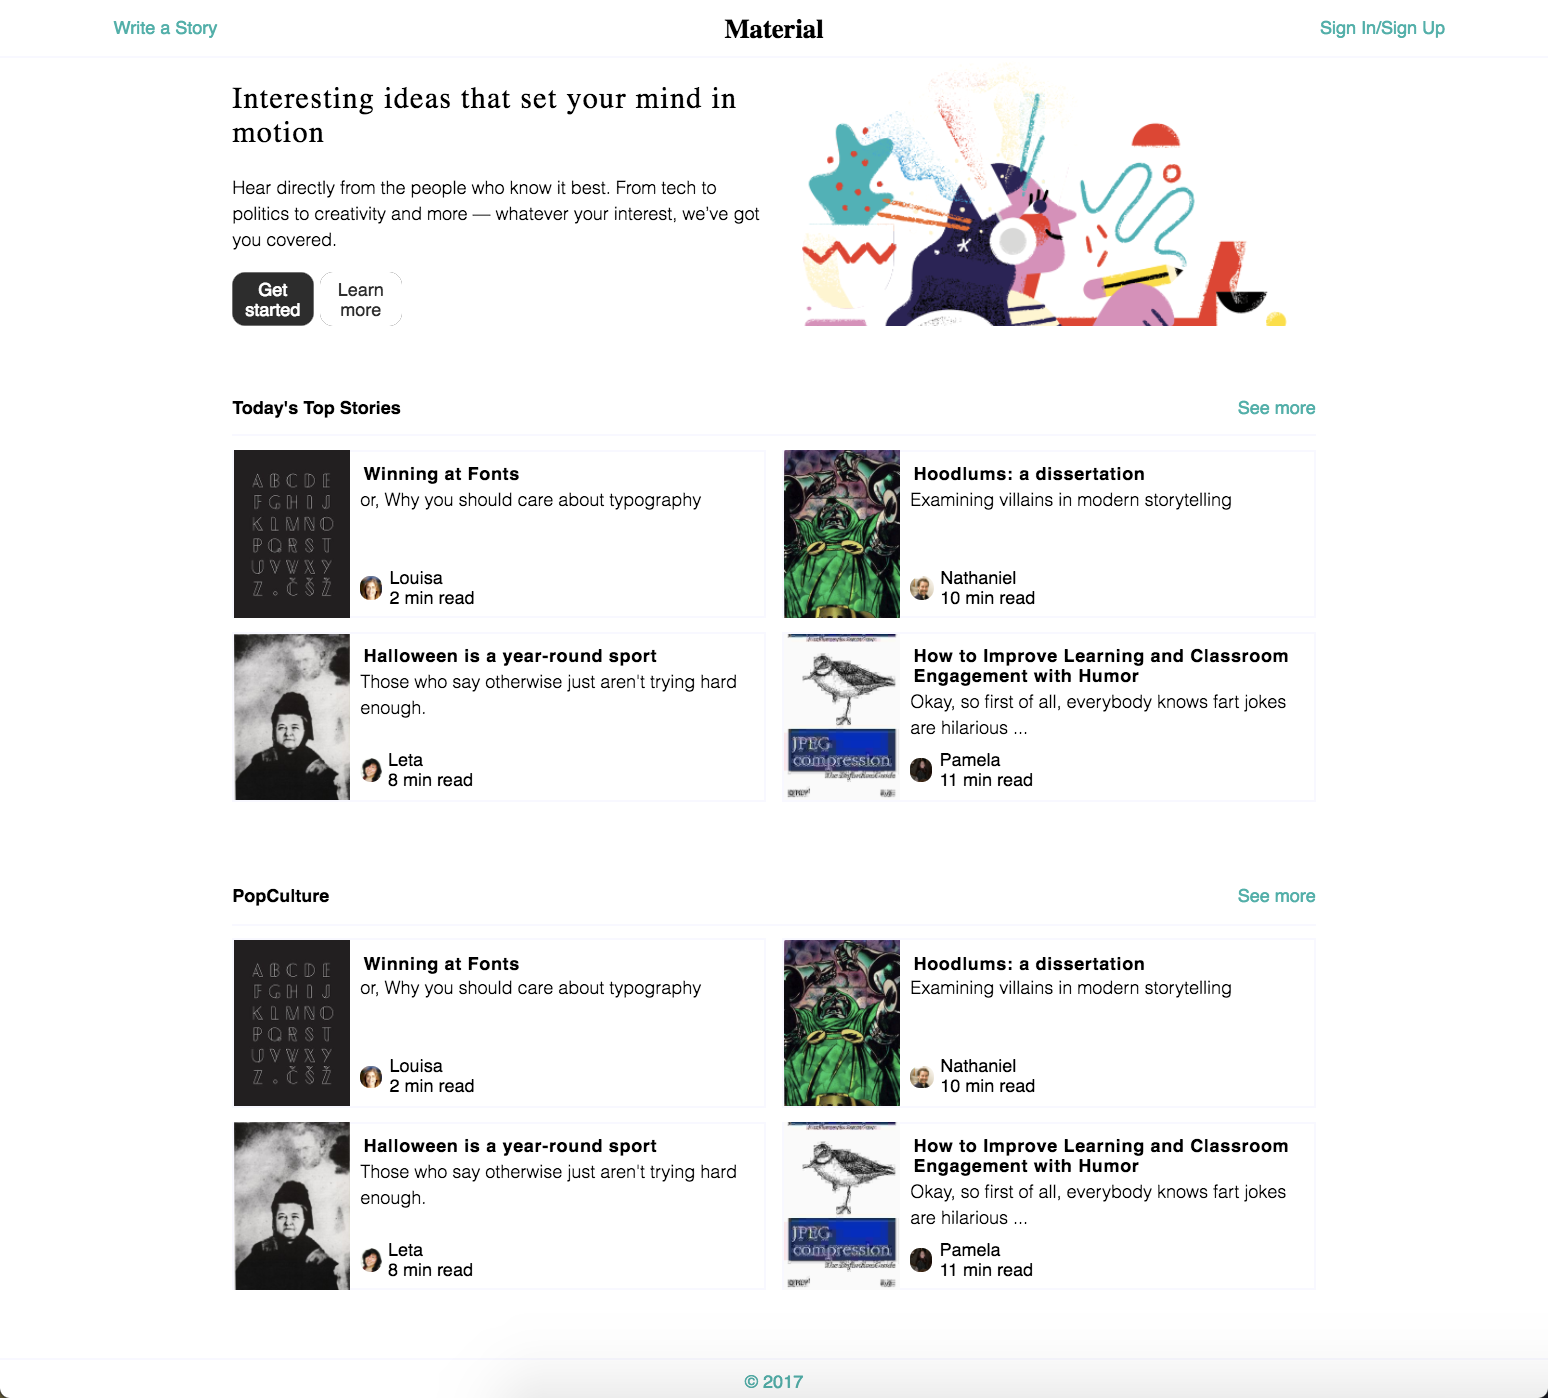 Write a Story
Material
Sign In/Sign Up
Interesting ideas that set your mind in
motion
Hear directly from the people who know it best. From tech to
politics to creativity and more — whatever your interest, we've got
you covered.
Get
started
Learn
more
Today's Top Stories
See more
A B C D E
F G H I J
K L M N O
P Q R S T
U V W X Y
Z . Č Š Ž
Winning at Fonts
or, Why you should care about typography
Louisa
2 min read
Hoodlums: a dissertation
Examining villains in modern storytelling
Nathaniel
10 min read
Halloween is a year-round sport
Those who say otherwise just aren't trying hard
enough.
Leta
8 min read
JPEG
compression
The Definitive Guide
How to Improve Learning and Classroom
Engagement with Humor
Okay, so first of all, everybody knows fart jokes
are hilarious ...
Pamela
11 min read
PopCulture
See more
A B C D E
F G H I J
K L M N O
P Q R S T
U V W X Y
Z . Č Š Ž
Winning at Fonts
or, Why you should care about typography
Louisa
2 min read
Hoodlums: a dissertation
Examining villains in modern storytelling
Nathaniel
10 min read
Halloween is a year-round sport
Those who say otherwise just aren't trying hard
enough.
Leta
8 min read
JPEG
compression
The Definitive Guide
How to Improve Learning and Classroom
Engagement with Humor
Okay, so first of all, everybody knows fart jokes
are hilarious ...
Pamela
11 min read
© 2017